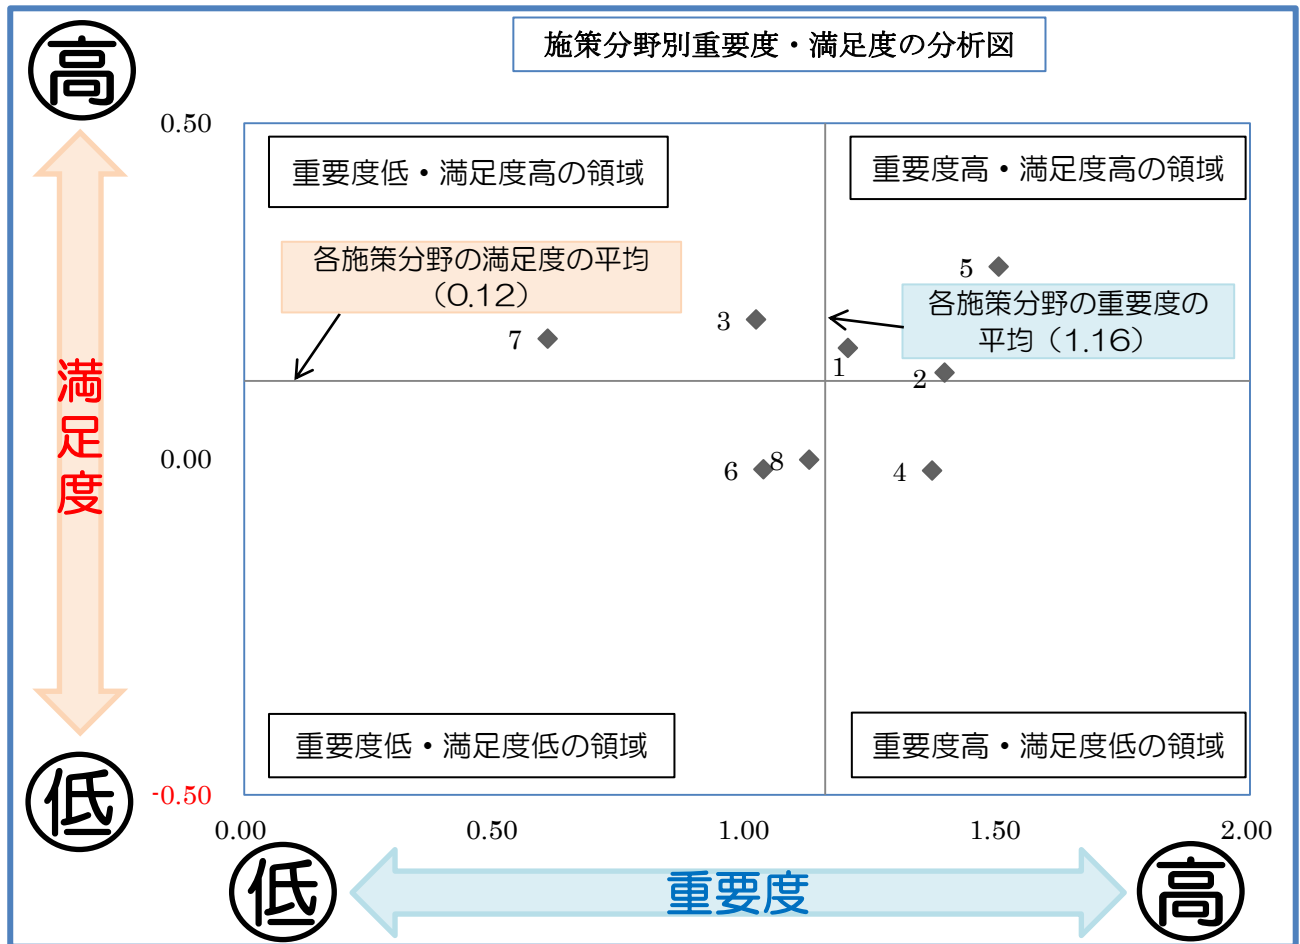 施策分野別重要度・満足度の分析図
高
0.50
重要度低・満足度高の領域
重要度高・満足度高の領域
各施策分野の満足度の平均
（0.12）
5
各施策分野の重要度の
平均（1.16）
3
7
1
2
満足度
0.00
6
8
4
重要度低・満足度低の領域
重要度高・満足度低の領域
低
-0.50
0.00
0.50
1.00
1.50
2.00
低
重要度
高